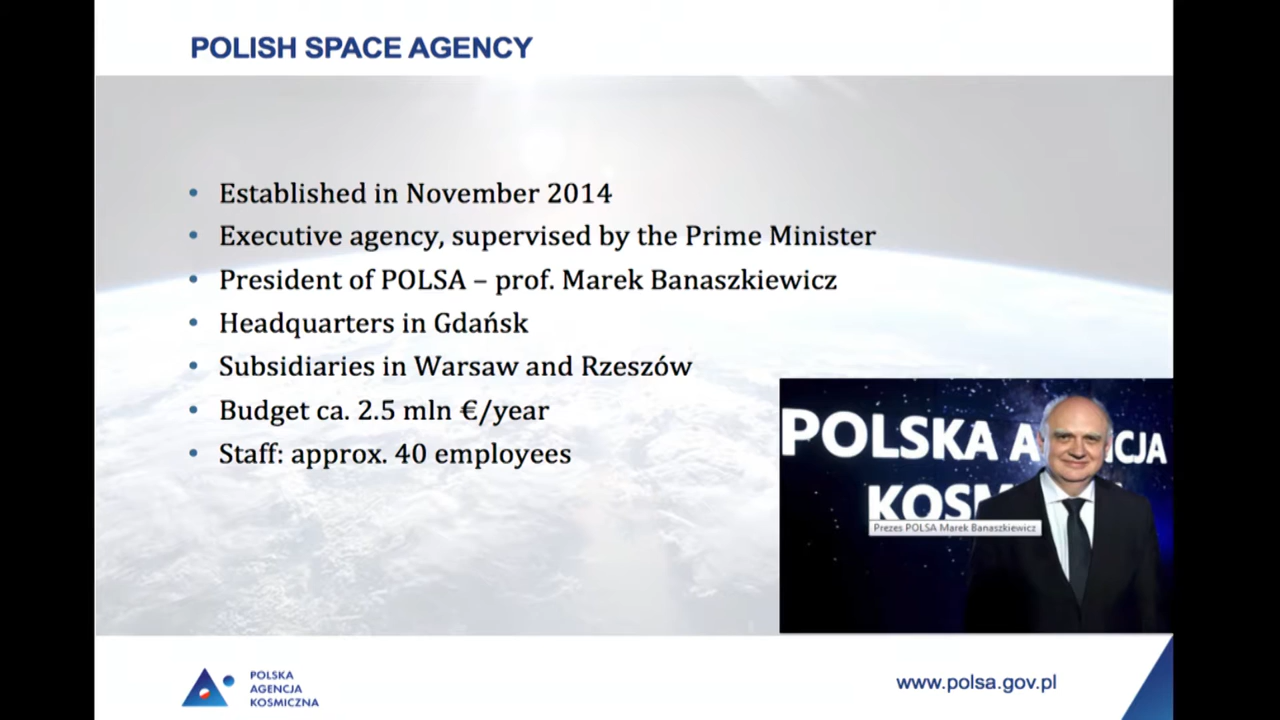 POLISH SPACE AGENCY
• Established in November 2014
• Executive agency, supervised by the Prime Minister
• President of POLSA – prof. Marek Banaszkiewicz
• Headquarters in Gdańsk
• Subsidiaries in Warsaw and Rzeszów
• Budget ca. 2.5 mln €/year
• Staff: approx. 40 employees
POLSKA A CJA
KOSM
Prezes POLSA Marek Banaszkiewicz
POLSKA
AGENCJA
KOSMICZNA
www.polsa.gov.pl